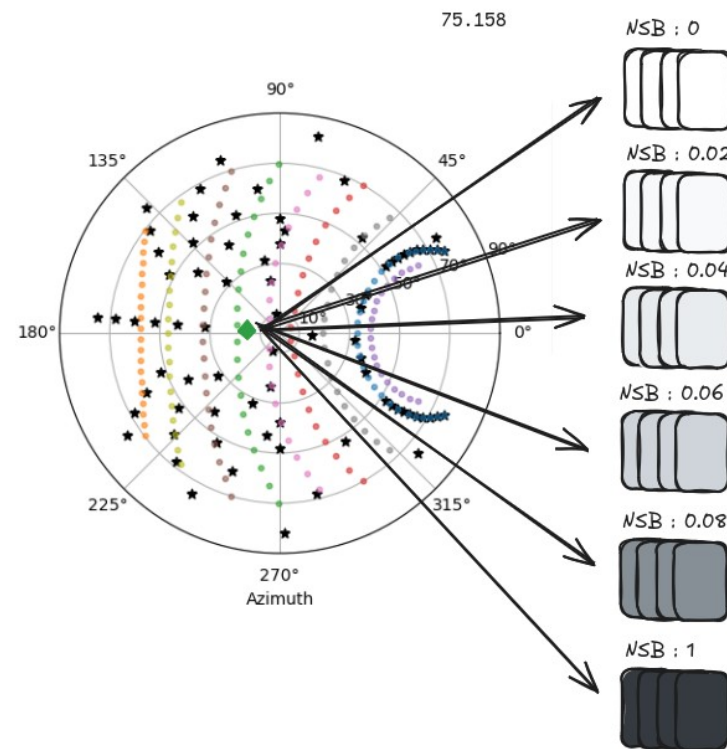 75.158
NSB : 0
90°
135°
45°
NSB : 0.02
90°
70°
50°
30°
10°
180°
0°
NSB : 0.04
NSB : 0.06
225°
315°
NSB : 0.08
270°
Azimuth
NSB : 1